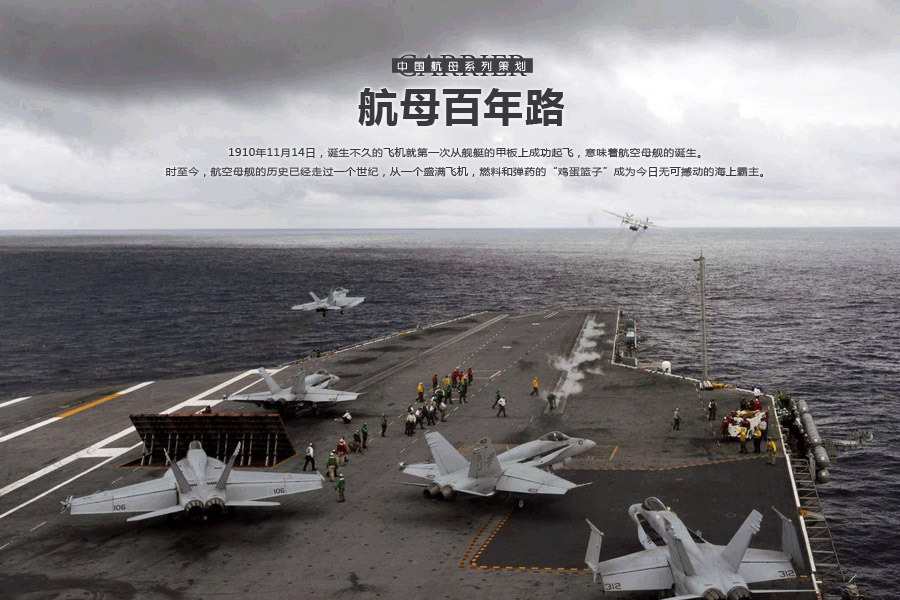 CARRIER
中国航母系列策划
航母百年路
1910年11月14日，诞生不久的飞机就第一次从舰艇的甲板上成功起飞，意味着航空母舰的诞生。
时至今，航空母舰的历史已经走过一个世纪，从一个盛满飞机，燃料和弹药的“鸡蛋篮子”成为今日无可撼动的海上霸主。
106
106
312
312